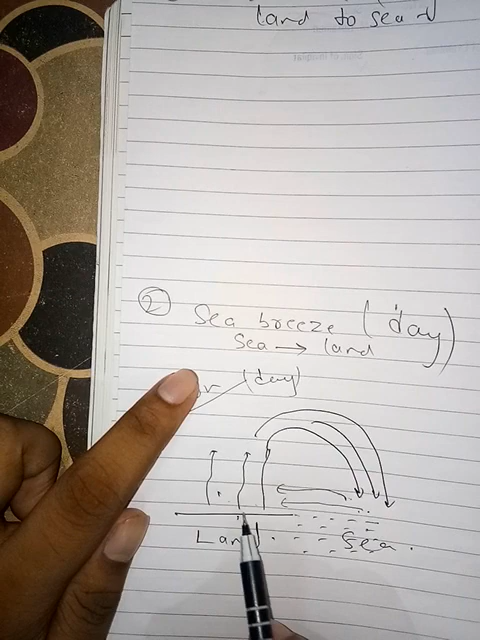 land to sea
② Sea breeze (day)
Sea → land
(day)
Land
Sea